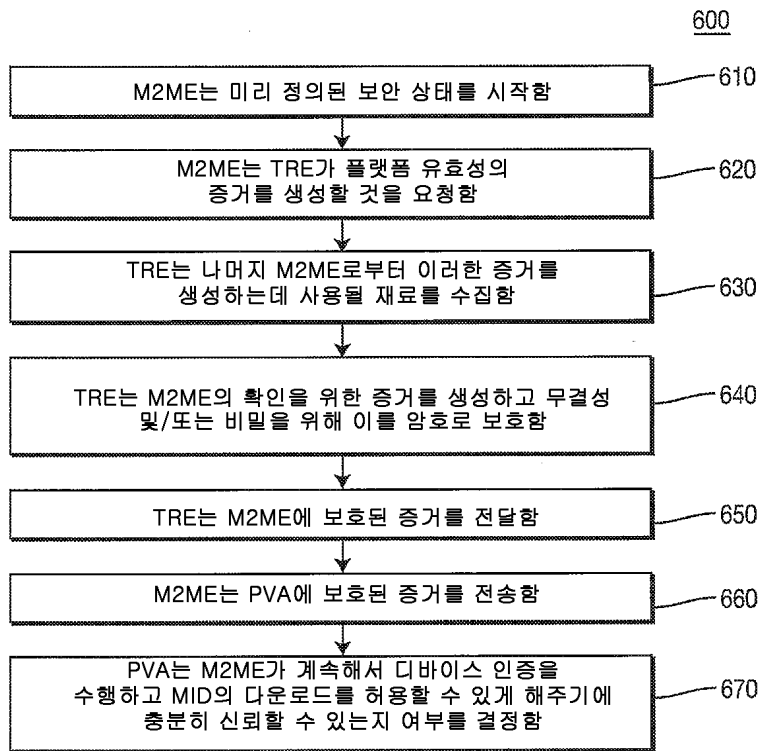 600
M2ME는 미리 정의된 보안 상태를 시작함
610
M2ME는 TRE가 플랫폼 유효성의
증거를 생성할 것을 요청함
620
TRE는 나머지 M2ME로부터 이러한 증거를
생성하는데 사용될 재료를 수집함
630
TRE는 M2ME의 확인을 위한 증거를 생성하고 무결성
및/또는 비밀을 위해 이를 암호로 보호함
640
TRE는 M2ME에 보호된 증거를 전달함
650
M2ME는 PVA에 보호된 증거를 전송함
660
PVA는 M2ME가 계속해서 디바이스 인증을
수행하고 MID의 다운로드를 허용할 수 있게 해주기에
충분히 신뢰할 수 있는지 여부를 결정함
670